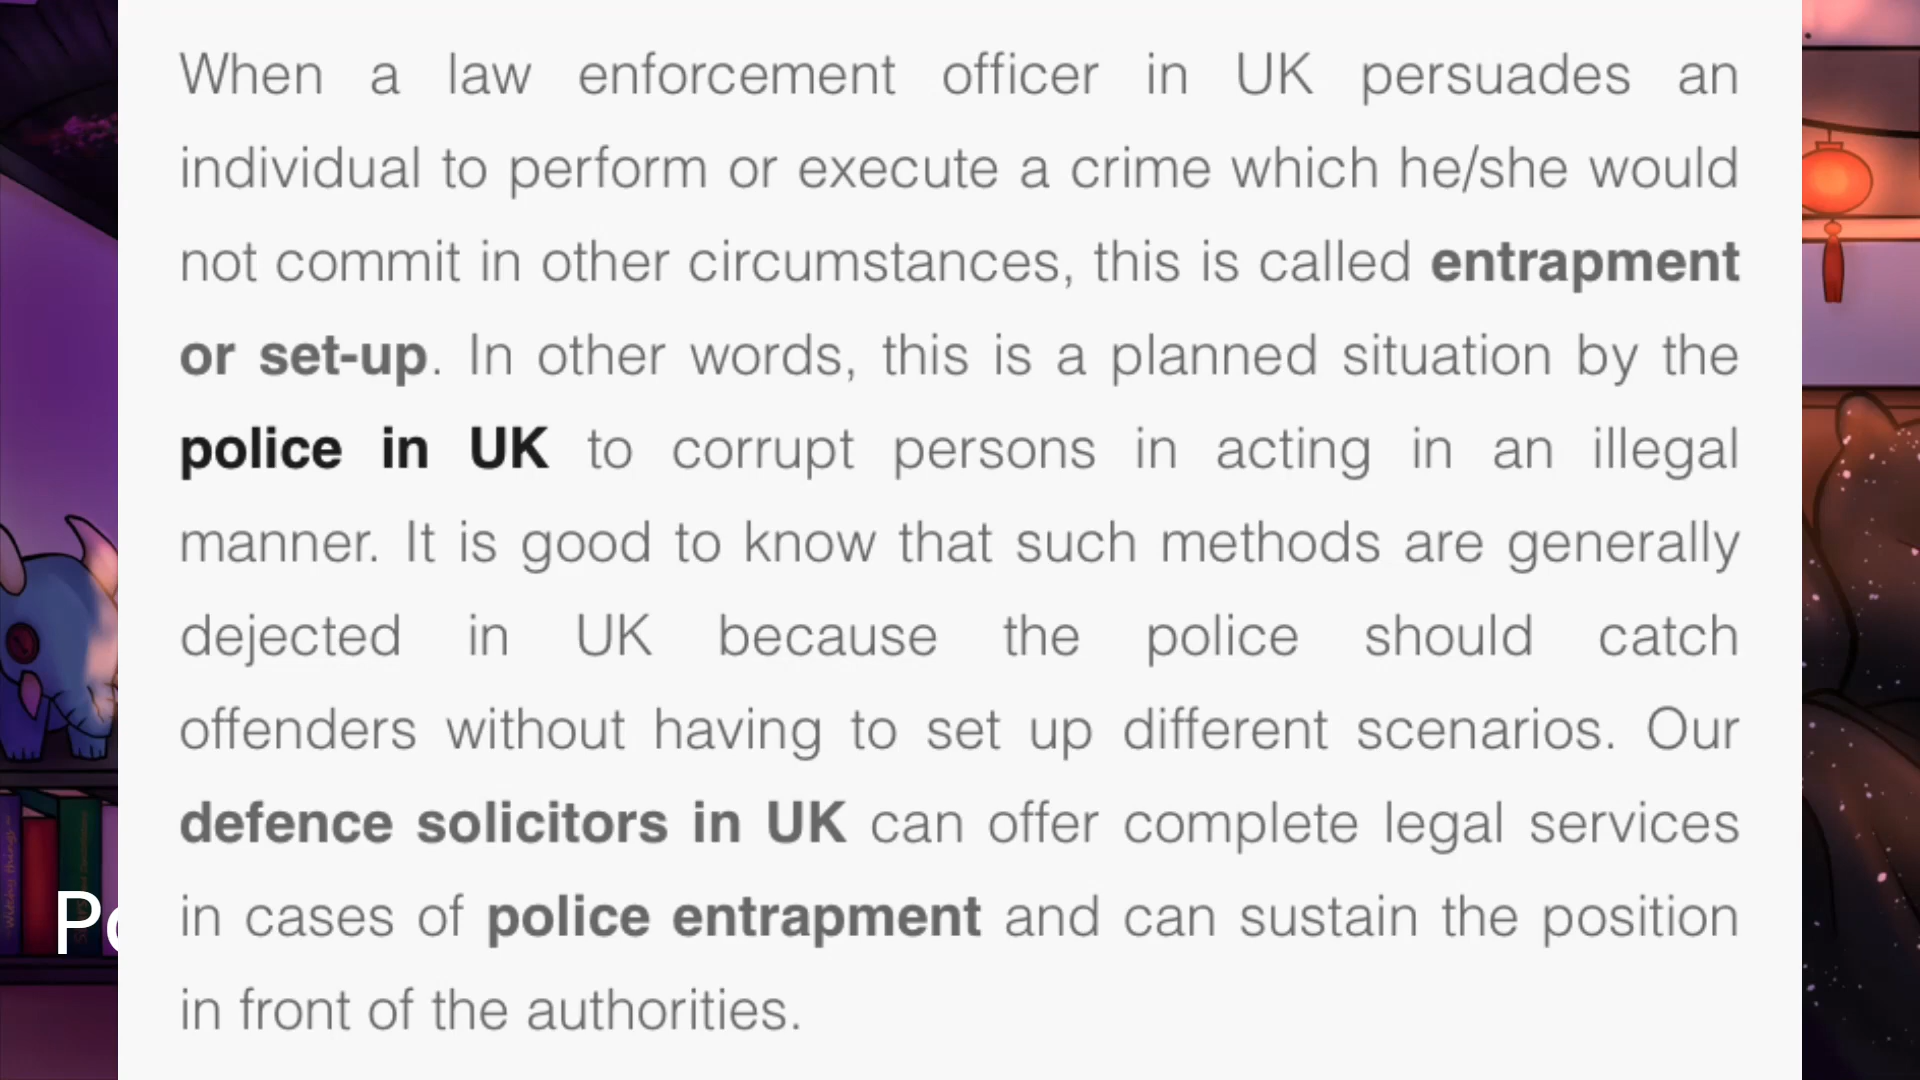 When a law enforcement officer in UK persuades an
individual to perform or execute a crime which he/she would
not commit in other circumstances, this is called entrapment
or set-up. In other words, this is a planned situation by the
police in UK to corrupt persons in acting in an illegal
manner. It is good to know that such methods are generally
dejected in UK because the police should catch
offenders without having to set up different scenarios. Our
defence solicitors in UK can offer complete legal services
in cases of police entrapment and can sustain the position
in front of the authorities.